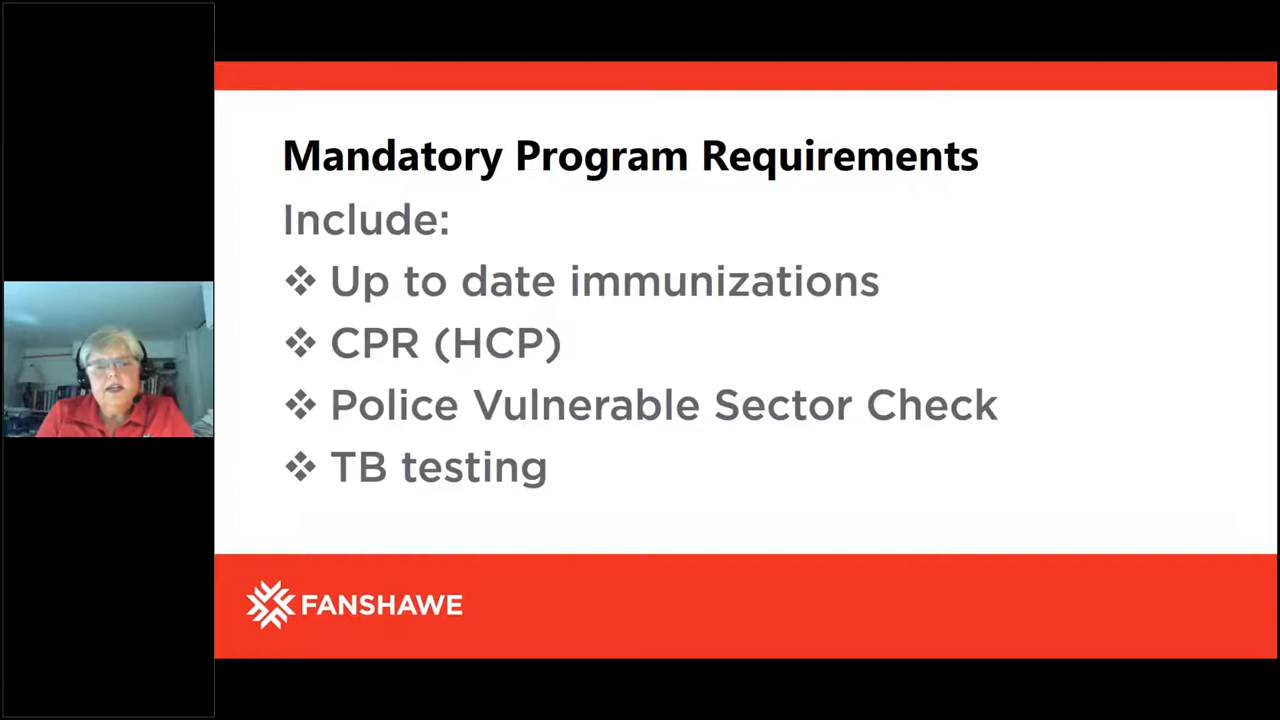 Mandatory Program Requirements
Include:
❖ Up to date immunizations
❖ CPR (HCP)
❖ Police Vulnerable Sector Check
❖ TB testing
FANSHAWE